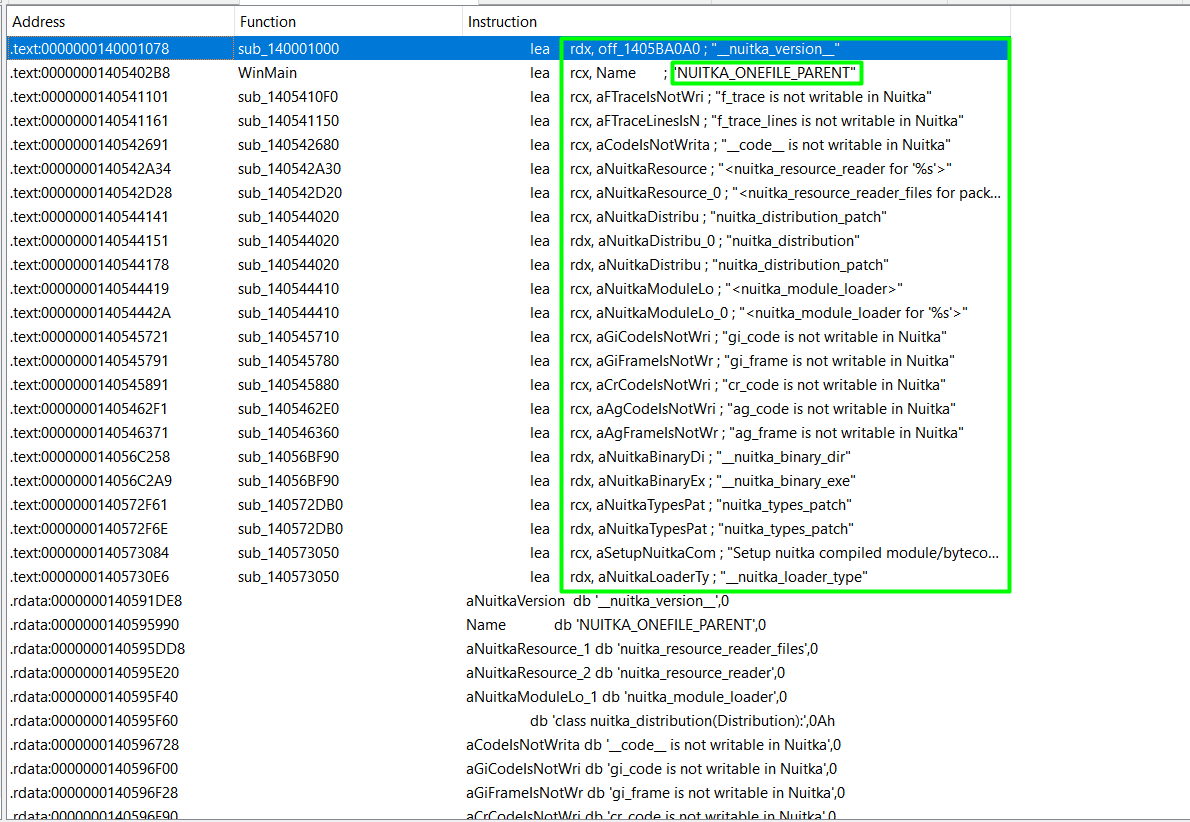 Address Function Instruction
.text:0000000140001078 sub_140001000 lea rdx, off_1405BA0A0 ; "__nuitka_version__"
.text:00000001405402B8 WinMain lea rcx, Name ; "NUITKA_ONEFILE_PARENT"
.text:0000000140541101 sub_1405410F0 lea rcx, aFTraceIsNotWri ; "f_trace is not writable in Nuitka"
.text:0000000140541161 sub_140541150 lea rcx, aFTraceLinesIsN ; "f_trace_lines is not writable in Nuitka"
.text:0000000140542691 sub_140542680 lea rcx, aCodeIsNotWrita ; "__code__ is not writable in Nuitka"
.text:0000000140542A34 sub_140542A30 lea rcx, aNuitkaResource ; "<nuitka_resource_reader for '%s'>"
.text:0000000140542D28 sub_140542D20 lea rcx, aNuitkaResource_0 ; "<nuitka_resource_reader_files for pack...
.text:0000000140544141 sub_140544020 lea rcx, aNuitkaDistribu ; "nuitka_distribution_patch"
.text:0000000140544151 sub_140544020 lea rdx, aNuitkaDistribu_0 ; "nuitka_distribution"
.text:0000000140544178 sub_140544020 lea rdx, aNuitkaDistribu ; "nuitka_distribution_patch"
.text:0000000140544419 sub_140544410 lea rcx, aNuitkaModuleLo ; "<nuitka_module_loader>"
.text:000000014054442A sub_140544410 lea rcx, aNuitkaModuleLo_0 ; "<nuitka_module_loader for '%s'>"
.text:0000000140545721 sub_140545710 lea rcx, aGiCodeIsNotWri ; "gi_code is not writable in Nuitka"
.text:0000000140545791 sub_140545780 lea rcx, aGiFrameIsNotWr ; "gi_frame is not writable in Nuitka"
.text:0000000140545891 sub_140545880 lea rcx, aCrCodeIsNotWri ; "cr_code is not writable in Nuitka"
.text:00000001405462F1 sub_1405462E0 lea rcx, aAgCodeIsNotWri ; "ag_code is not writable in Nuitka"
.text:0000000140546371 sub_140546360 lea rcx, aAgFrameIsNotWr ; "ag_frame is not writable in Nuitka"
.text:000000014056C258 sub_14056BF90 lea rdx, aNuitkaBinaryDi ; "__nuitka_binary_dir"
.text:000000014056C2A9 sub_14056BF90 lea rdx, aNuitkaBinaryEx ; "__nuitka_binary_exe"
.text:0000000140572F61 sub_140572DB0 lea rcx, aNuitkaTypesPat ; "nuitka_types_patch"
.text:0000000140572F6E sub_140572DB0 lea rdx, aNuitkaTypesPat ; "nuitka_types_patch"
.text:0000000140573084 sub_140573050 lea rcx, aSetupNuitkaCom ; "Setup nuitka compiled module/byteco...
.text:00000001405730E6 sub_140573050 lea rdx, aNuitkaLoaderTy ; "__nuitka_loader_type"
.rdata:0000000140591DE8 aNuitkaVersion db '__nuitka_version__',0
.rdata:0000000140595990 Name db 'NUITKA_ONEFILE_PARENT',0
.rdata:0000000140595DD8 aNuitkaResource_1 db 'nuitka_resource_reader_files',0
.rdata:0000000140595E20 aNuitkaResource_2 db 'nuitka_resource_reader',0
.rdata:0000000140595F40 aNuitkaModuleLo_1 db 'nuitka_module_loader',0
.rdata:0000000140595F60 db 'class nuitka_distribution(Distribution):',0Ah
.rdata:0000000140596728 aCodeIsNotWrita db '__code__ is not writable in Nuitka',0
.rdata:0000000140596F00 aGiCodeIsNotWri db 'gi_code is not writable in Nuitka',0
.rdata:0000000140596F28 aGiFrameIsNotWr db 'gi_frame is not writable in Nuitka',0
.rdata:0000000140596F90 aCrCodeIsNotWri db 'cr_code is not writable in Nuitka',0